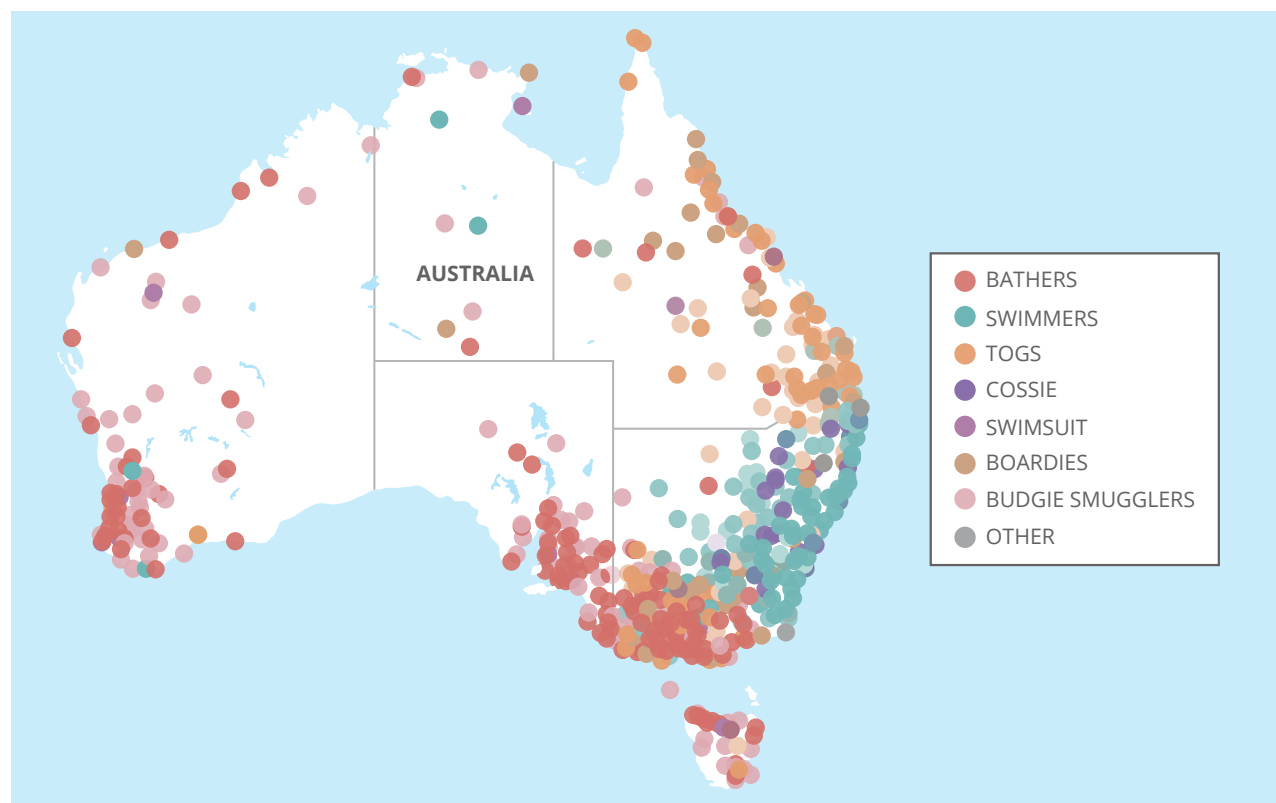 AUSTRALIA
BATHERS
SWIMMERS
TOGS
COSSIE
SWIMSUIT
BOARDIES
BUDGIE SMUGGLERS
OTHER